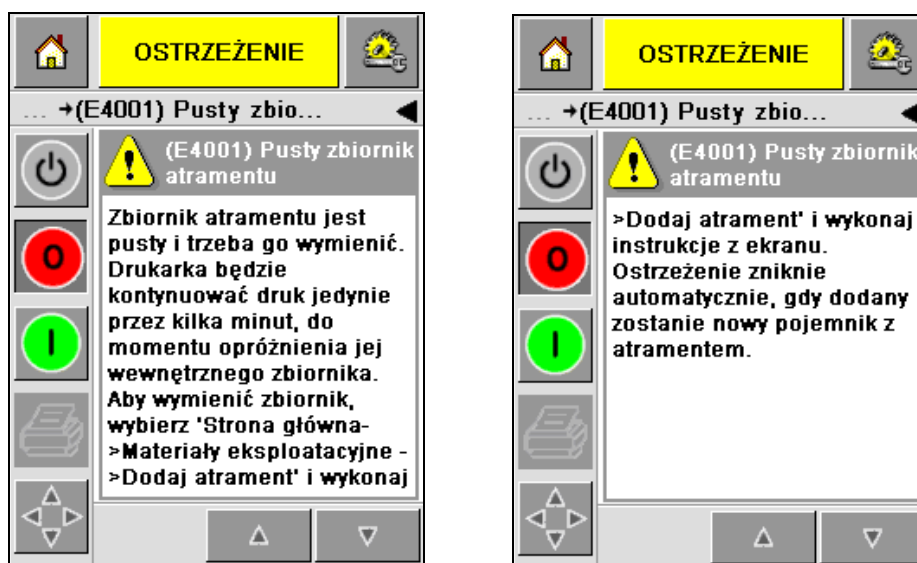 OSTRZEŻENIE
... →(E4001) Pusty zbio...
(E4001) Pusty zbiornik
atramentu
Zbiornik atramentu jest
pusty i trzeba go wymienić.
Drukarka będzie
kontynuować druk jedynie
przez kilka minut, do
momentu opróżnienia jej
wewnętrznego zbiornika.
Aby wymienić zbiornik,
wybierz 'Strona główna-
>Materiały eksploatacyjne -
>Dodaj atrament' i wykonaj
OSTRZEŻENIE
... →(E4001) Pusty zbio...
(E4001) Pusty zbiornik
atramentu
>Dodaj atrament' i wykonaj
instrukcje z ekranu.
Ostrzeżenie zniknie
automatycznie, gdy dodany
zostanie nowy pojemnik z
atramentem.